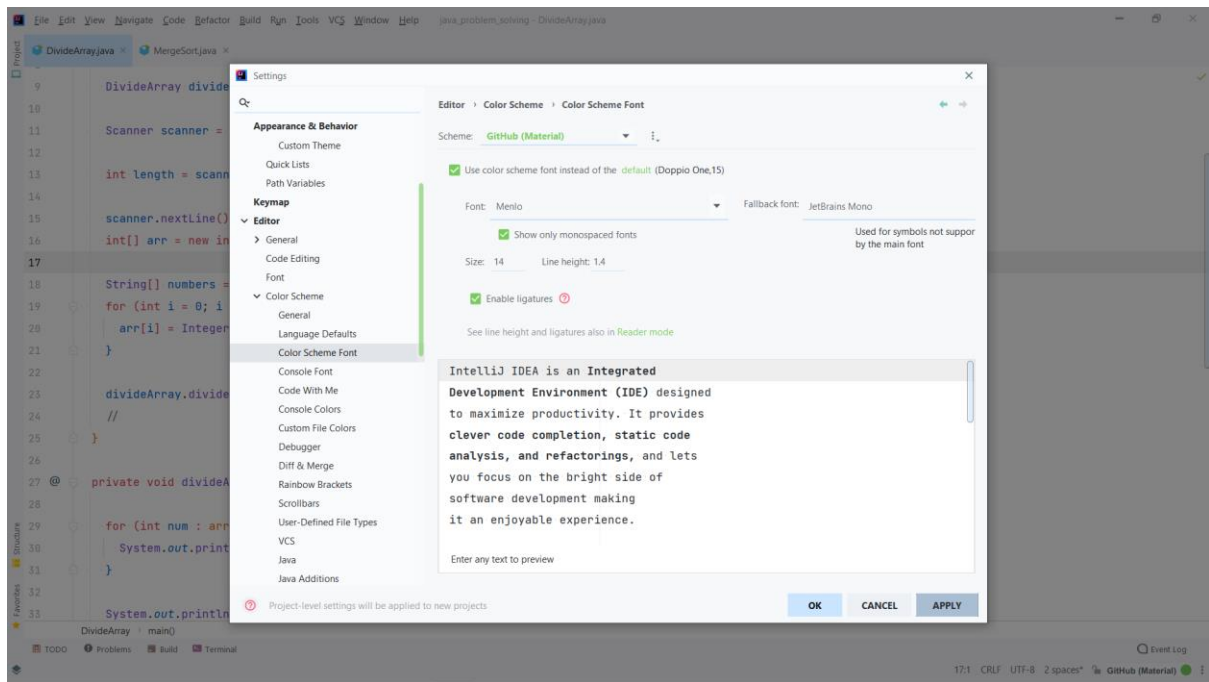 File Edit View Navigate Code Refactor Build Run Tools VCS Window Help java_problem_solving - DivideArray.java
Project
DivideArray.java
MergeSort.java
9 DivideArray divide
10
11 Scanner scanner =
12
13 int length = scann
14
15 scanner.nextLine()
16 int[] arr = new in
17
18 String[] numbers =
19 for (int i = 0; i
20 arr[i] = Integer
21 }
22
23 divideArray.divide
24 //
25 }
26
27 @ private void divideA
28
29 for (int num : arr
30 System.out.print
31 }
32
33 System.out.println
Structure
Favorites
Settings
Appearance & Behavior
Custom Theme
Quick Lists
Path Variables
Keymap
Editor
General
Code Editing
Font
Color Scheme
General
Language Defaults
Color Scheme Font
Console Font
Code With Me
Console Colors
Custom File Colors
Debugger
Diff & Merge
Rainbow Brackets
Scrollbars
User-Defined File Types
VCS
Java
Java Additions
Editor › Color Scheme › Color Scheme Font
Scheme: GitHub (Material)
Use color scheme font instead of the default (Doppio One,15)
Font: Menlo Fallback font: JetBrains Mono
Show only monospaced fonts
Used for symbols not suppor
by the main font
Size: 14 Line height: 1.4
Enable ligatures
See line height and ligatures also in Reader mode
IntelliJ IDEA is an Integrated
Development Environment (IDE) designed
to maximize productivity. It provides
clever code completion, static code
analysis, and refactorings, and lets
you focus on the bright side of
software development making
it an enjoyable experience.
Enter any text to preview
Project-level settings will be applied to new projects
OK CANCEL APPLY
DivideArray › main()
TODO Problems Build Terminal Event Log
17:1 CRLF UTF-8 2 spaces* GitHub (Material)